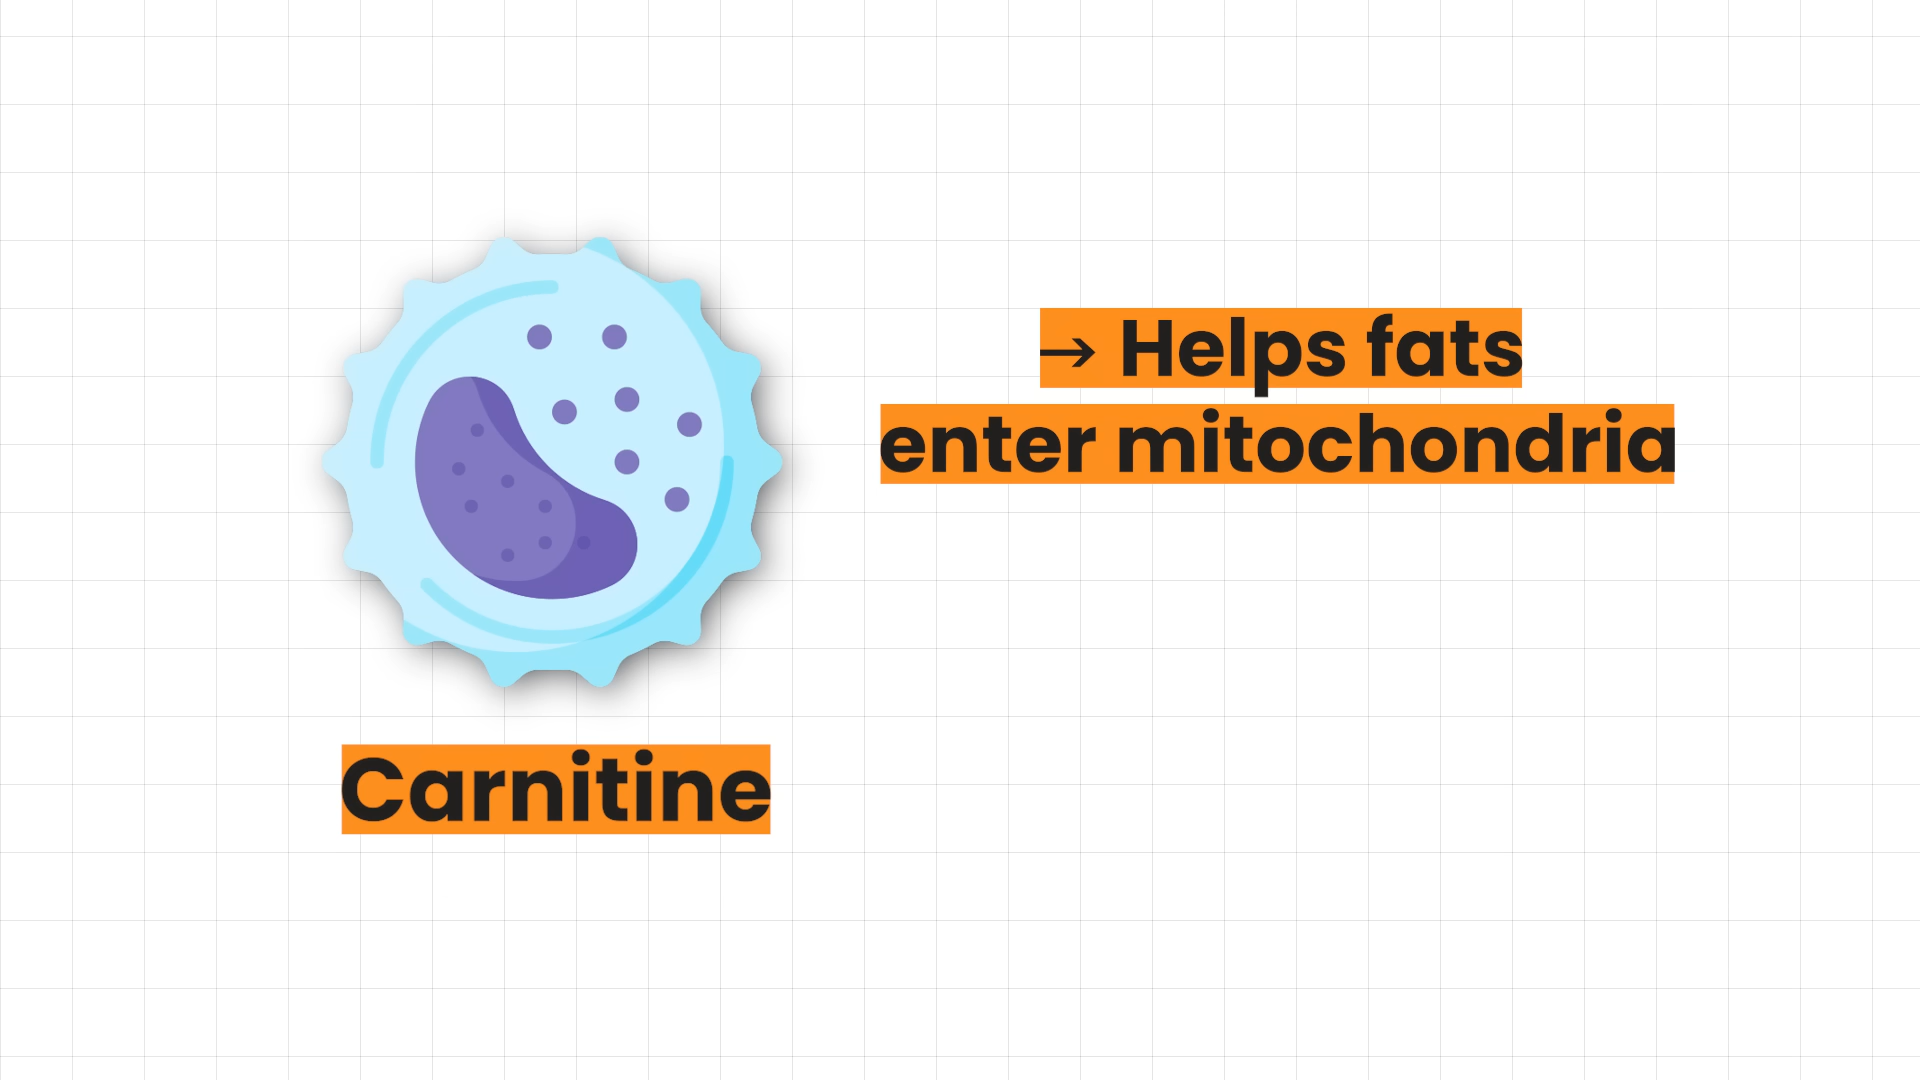 → Helps fats
enter mitochondria
Carnitine